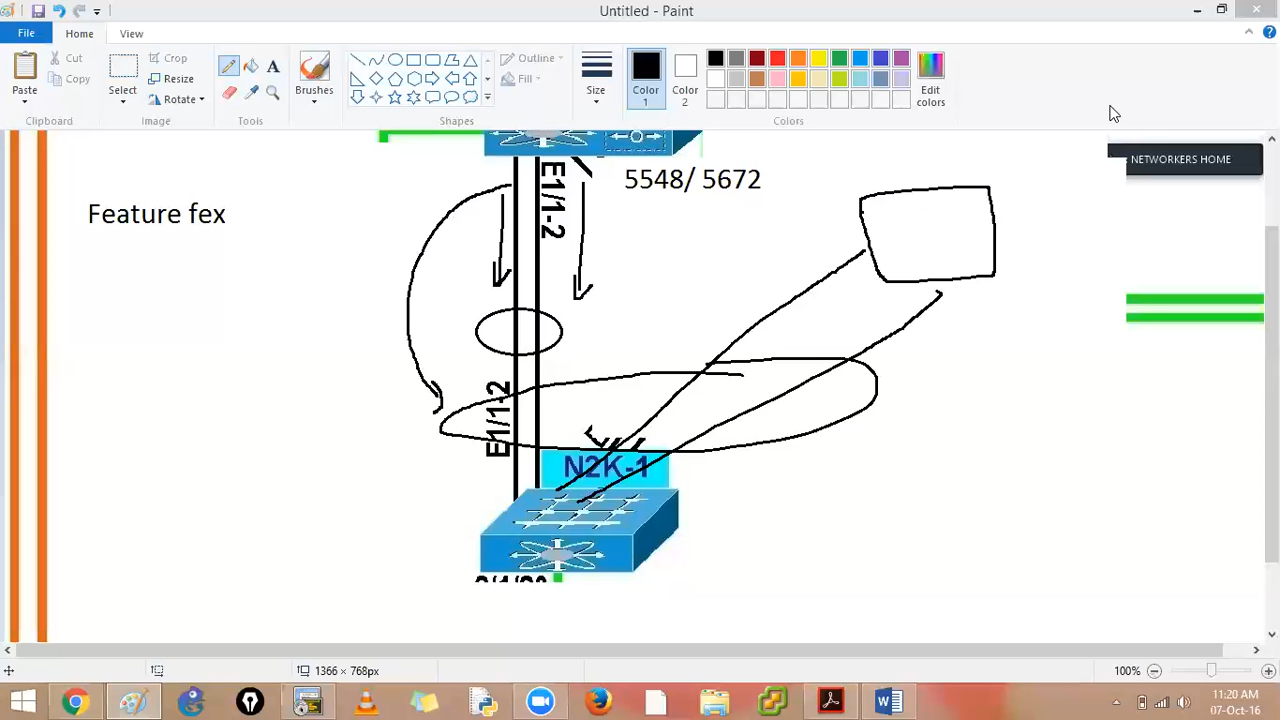 Untitled - Paint
File
Home
View
Paste
Cut
Copy
Clipboard
Select
Crop
Resize
Rotate
Image
A
Tools
Brushes
Outline
Fill
Shapes
Size
Color
1
Color
2
Edit
colors
Colors
NETWORKERS HOME
E1/1-2
5548/ 5672
Feature fex
E1/1-2
N2K-1
1366 × 768px
100%
11:20 AM
07-Oct-16